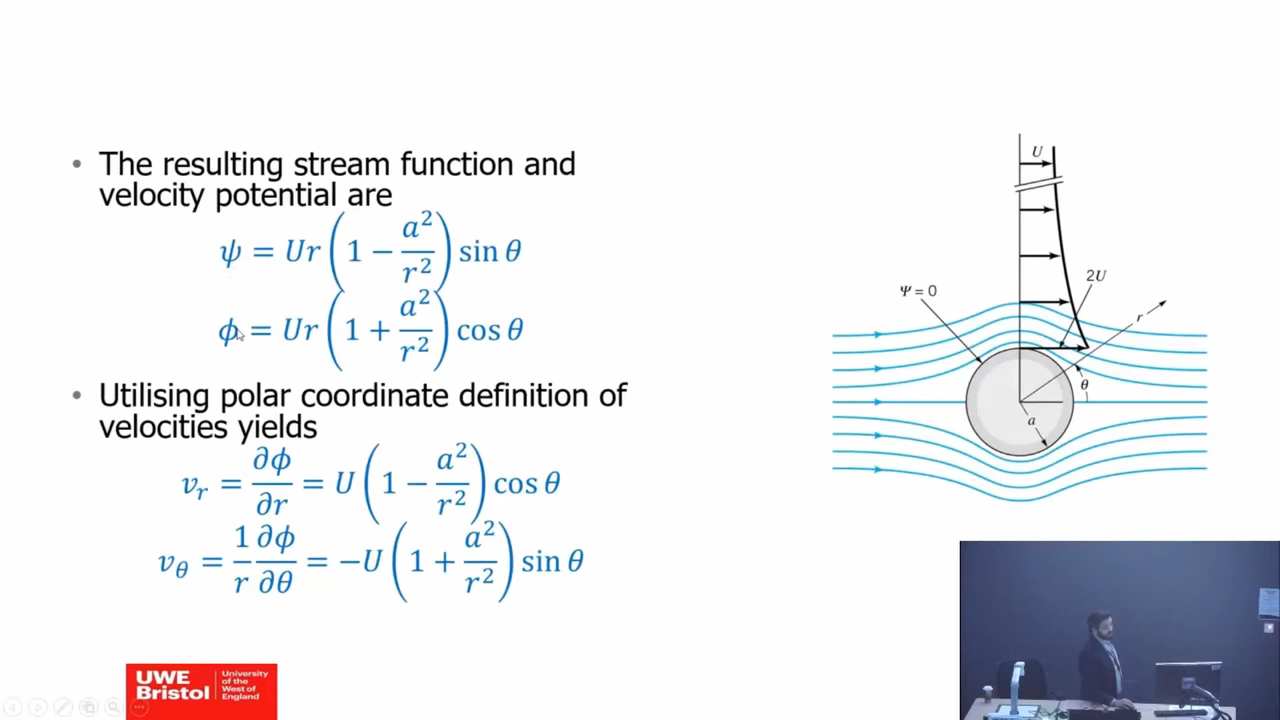 • The resulting stream function and
velocity potential are
ψ = Ur(1 − a²/r²) sin θ
ϕ = Ur(1 + a²/r²) cos θ
• Utilising polar coordinate definition of
velocities yields
v_r = ∂ϕ/∂r = U(1 − a²/r²) cos θ
v_θ = 1/r ∂ϕ/∂θ = −U(1 + a²/r²) sin θ
U
2U
Ψ = 0
r
θ
a
UWE
Bristol
University
of the
West of
England